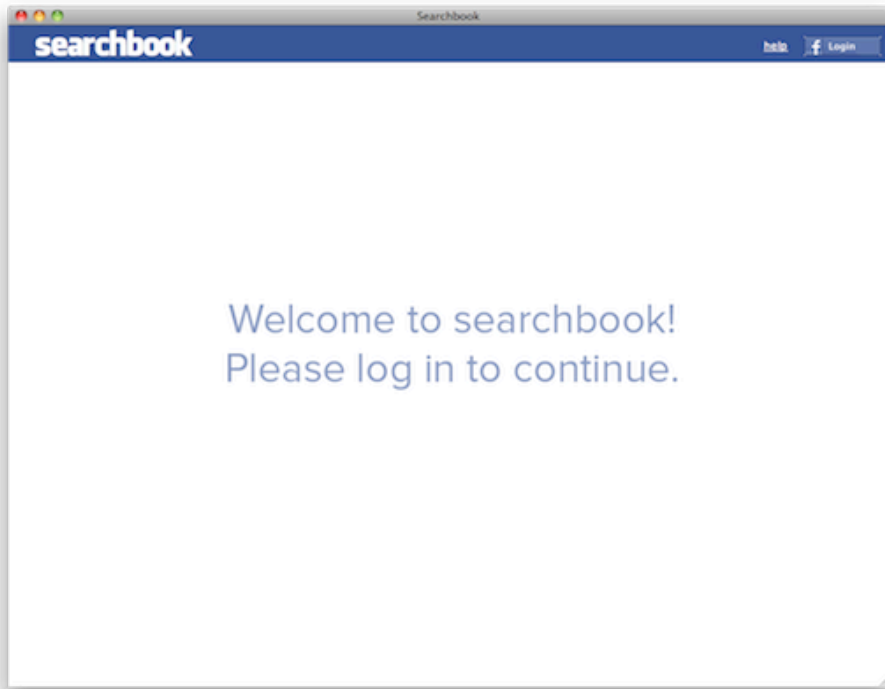 Searchbook
searchbook
help
f Login
Welcome to searchbook!
Please log in to continue.